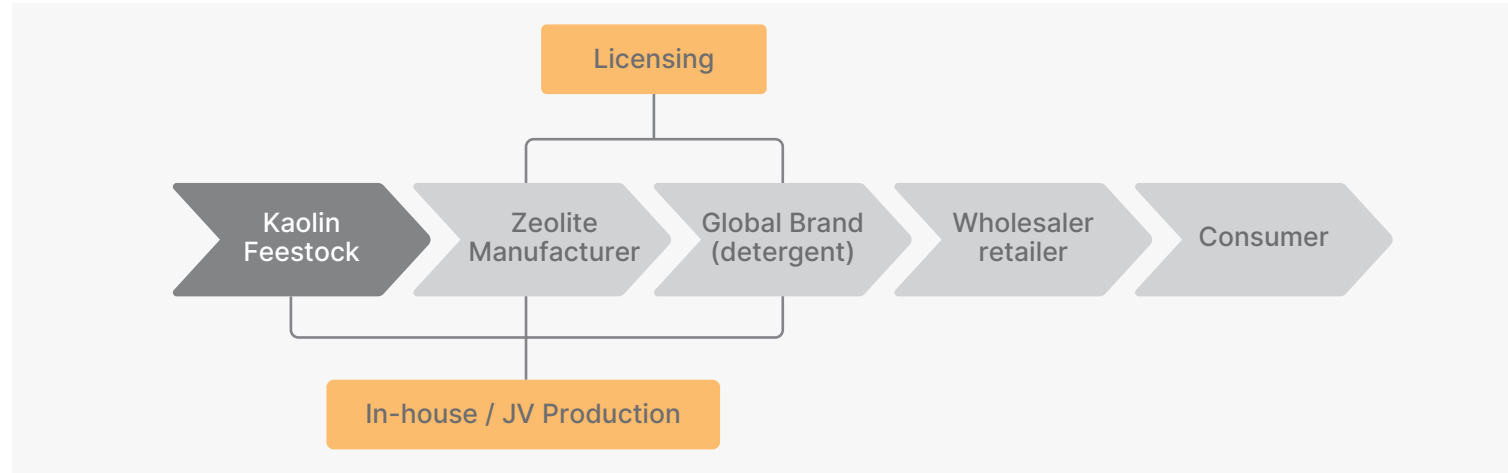 Licensing
Kaolin
Feestock
Zeolite
Manufacturer
Global Brand
(detergent)
Wholesaler
retailer
Consumer
In-house / JV Production